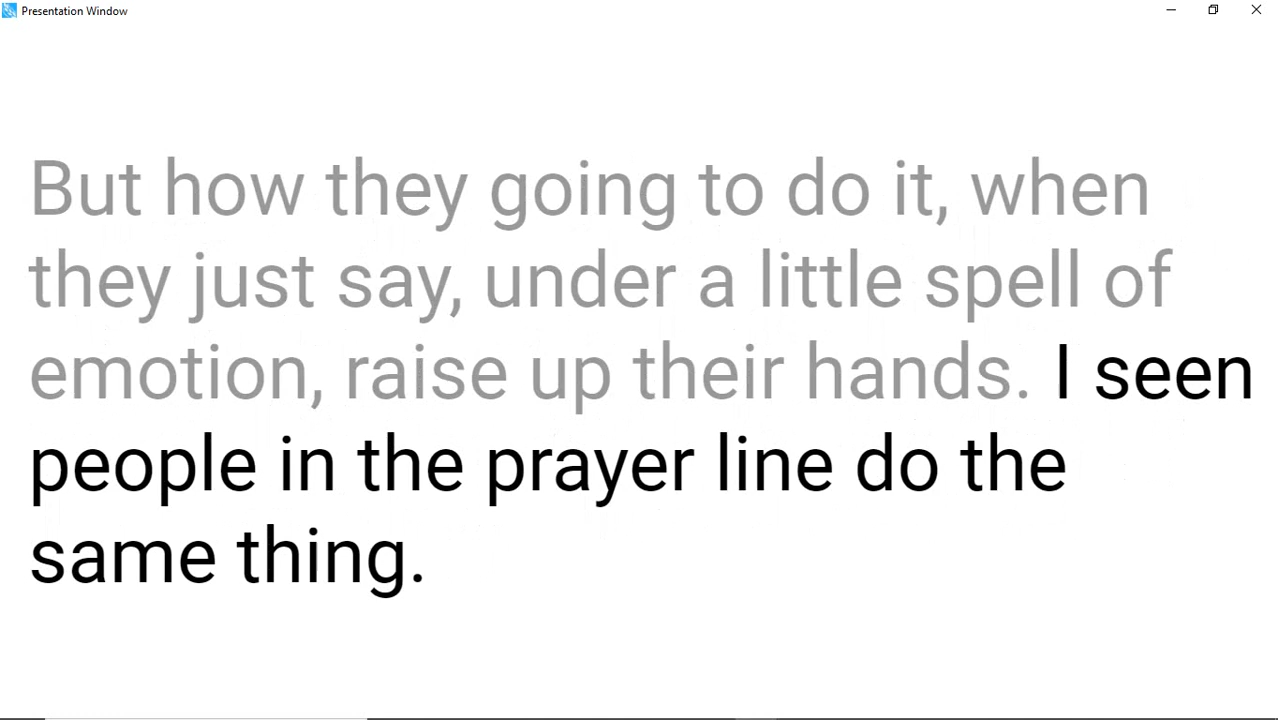 Presentation Window
But how they going to do it, when
they just say, under a little spell of
emotion, raise up their hands. I seen
people in the prayer line do the
same thing.